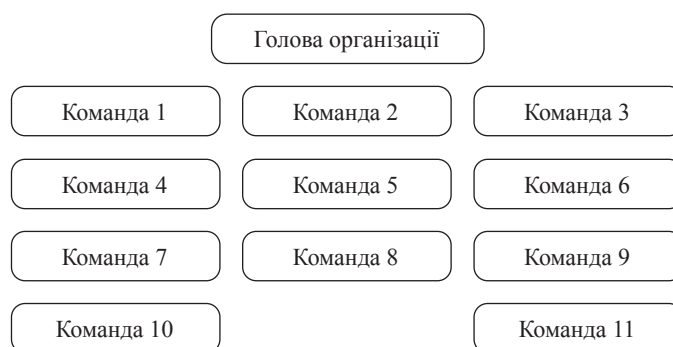 Голова організації
Команда 1 Команда 2 Команда 3
Команда 4 Команда 5 Команда 6
Команда 7 Команда 8 Команда 9
Команда 10 Команда 11